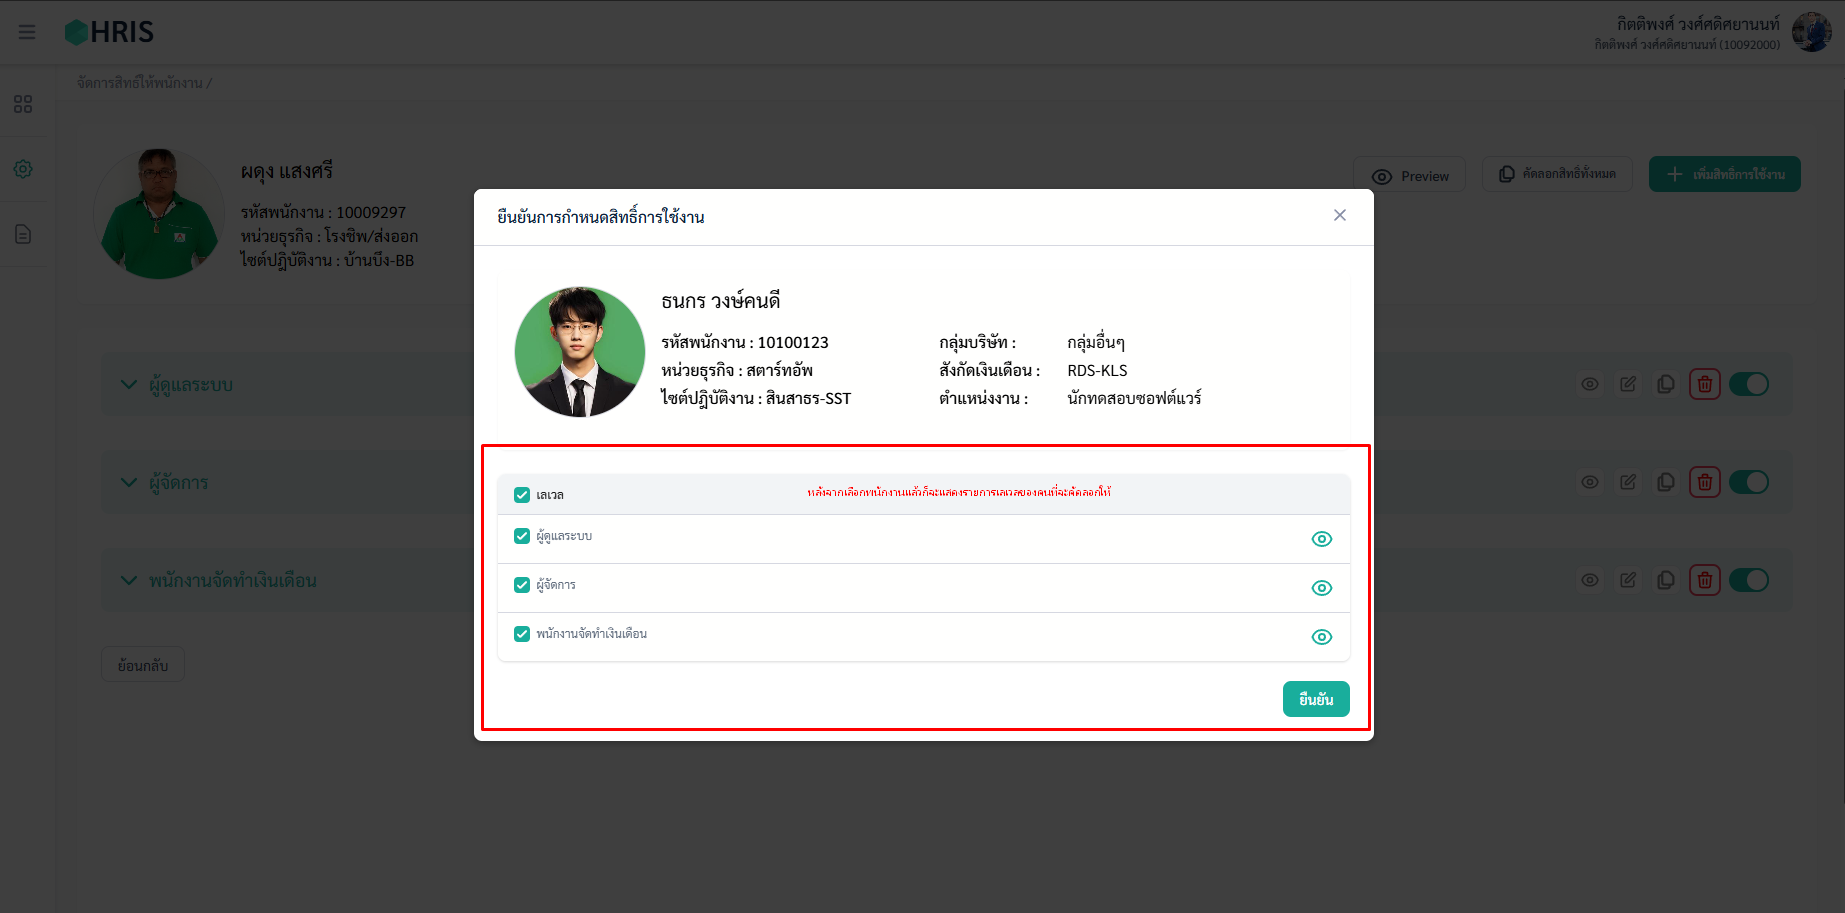 HRIS
กิตติพงศ์ วงศ์ศดิศยานนท์
กิตติพงศ์ วงศ์ศดิศยานนท์ (10092000)
จัดการสิทธิ์ให้พนักงาน /
ผดุง แสงศรี
รหัสพนักงาน : 10009297
หน่วยธุรกิจ : โรงชิพ/ส่งออก
ไซต์ปฎิบัติงาน : บ้านบึง-BB
Preview
คัดลอกสิทธิ์ทั้งหมด
เพิ่มสิทธิ์การใช้งาน
ยืนยันการกำหนดสิทธิ์การใช้งาน
ธนกร วงษ์คนดี
รหัสพนักงาน : 10100123
กลุ่มบริษัท : กลุ่มอื่นๆ
หน่วยธุรกิจ : สตาร์ทอัพ
สังกัดเงินเดือน : RDS-KLS
ไซต์ปฎิบัติงาน : สินสาธร-SST
ตำแหน่งงาน : นักทดสอบซอฟต์แวร์
เลเวล
หลังจากเลือกพนักงานแล้วก็จะแสดงรายการเลเวลของคนที่จะคัดลอกให้
ผู้ดูแลระบบ
ผู้จัดการ
พนักงานจัดทำเงินเดือน
ยืนยัน
ผู้ดูแลระบบ
ผู้จัดการ
พนักงานจัดทำเงินเดือน
ย้อนกลับ